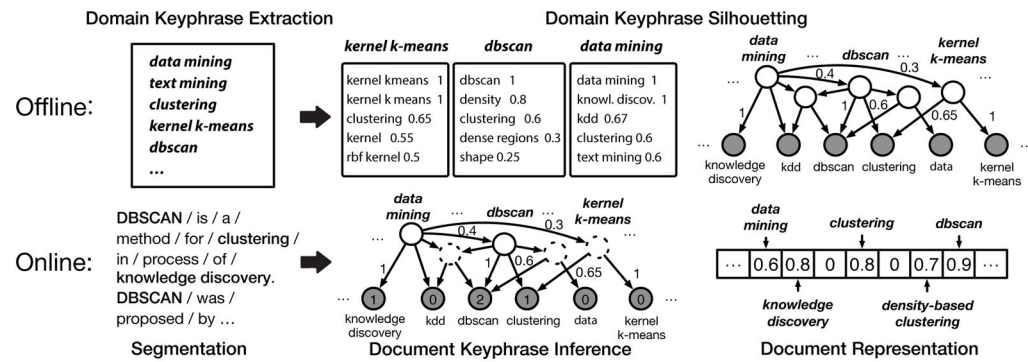 Domain Keyphrase Extraction
Domain Keyphrase Silhouetting
Offline:
data mining
text mining
clustering
kernel k-means
dbscan
...
kernel k-means
kernel kmeans 1
kernel k means 1
clustering 0.65
kernel 0.55
rbf kernel 0.5
dbscan
dbscan 1
density 0.8
clustering 0.6
dense regions 0.3
shape 0.25
data mining
data mining 1
knowl. discov. 1
kdd 0.67
clustering 0.6
text mining 0.6
data
mining
...
kernel
k-means
...
0.3
...
0.4
1
1
0.6
0.65
1
...
...
knowledge
discovery
kdd
dbscan
clustering
data
kernel
k-means
Online:
DBSCAN / is / a /
method / for / clustering /
in / process / of /
knowledge discovery.
DBSCAN / was /
proposed / by ...
Segmentation
data
mining
...
dbscan
kernel
k-means
...
0.3
...
0.4
1
1
0.6
0.65
1
...
1
0
2
1
0
0
...
knowledge
discovery
kdd
dbscan
clustering
data
kernel
k-means
Document Keyphrase Inference
data
mining
clustering
dbscan
... 0.6 0.8 0 0.8 0 0.7 0.9 ...
knowledge
discovery
density-based
clustering
Document Representation